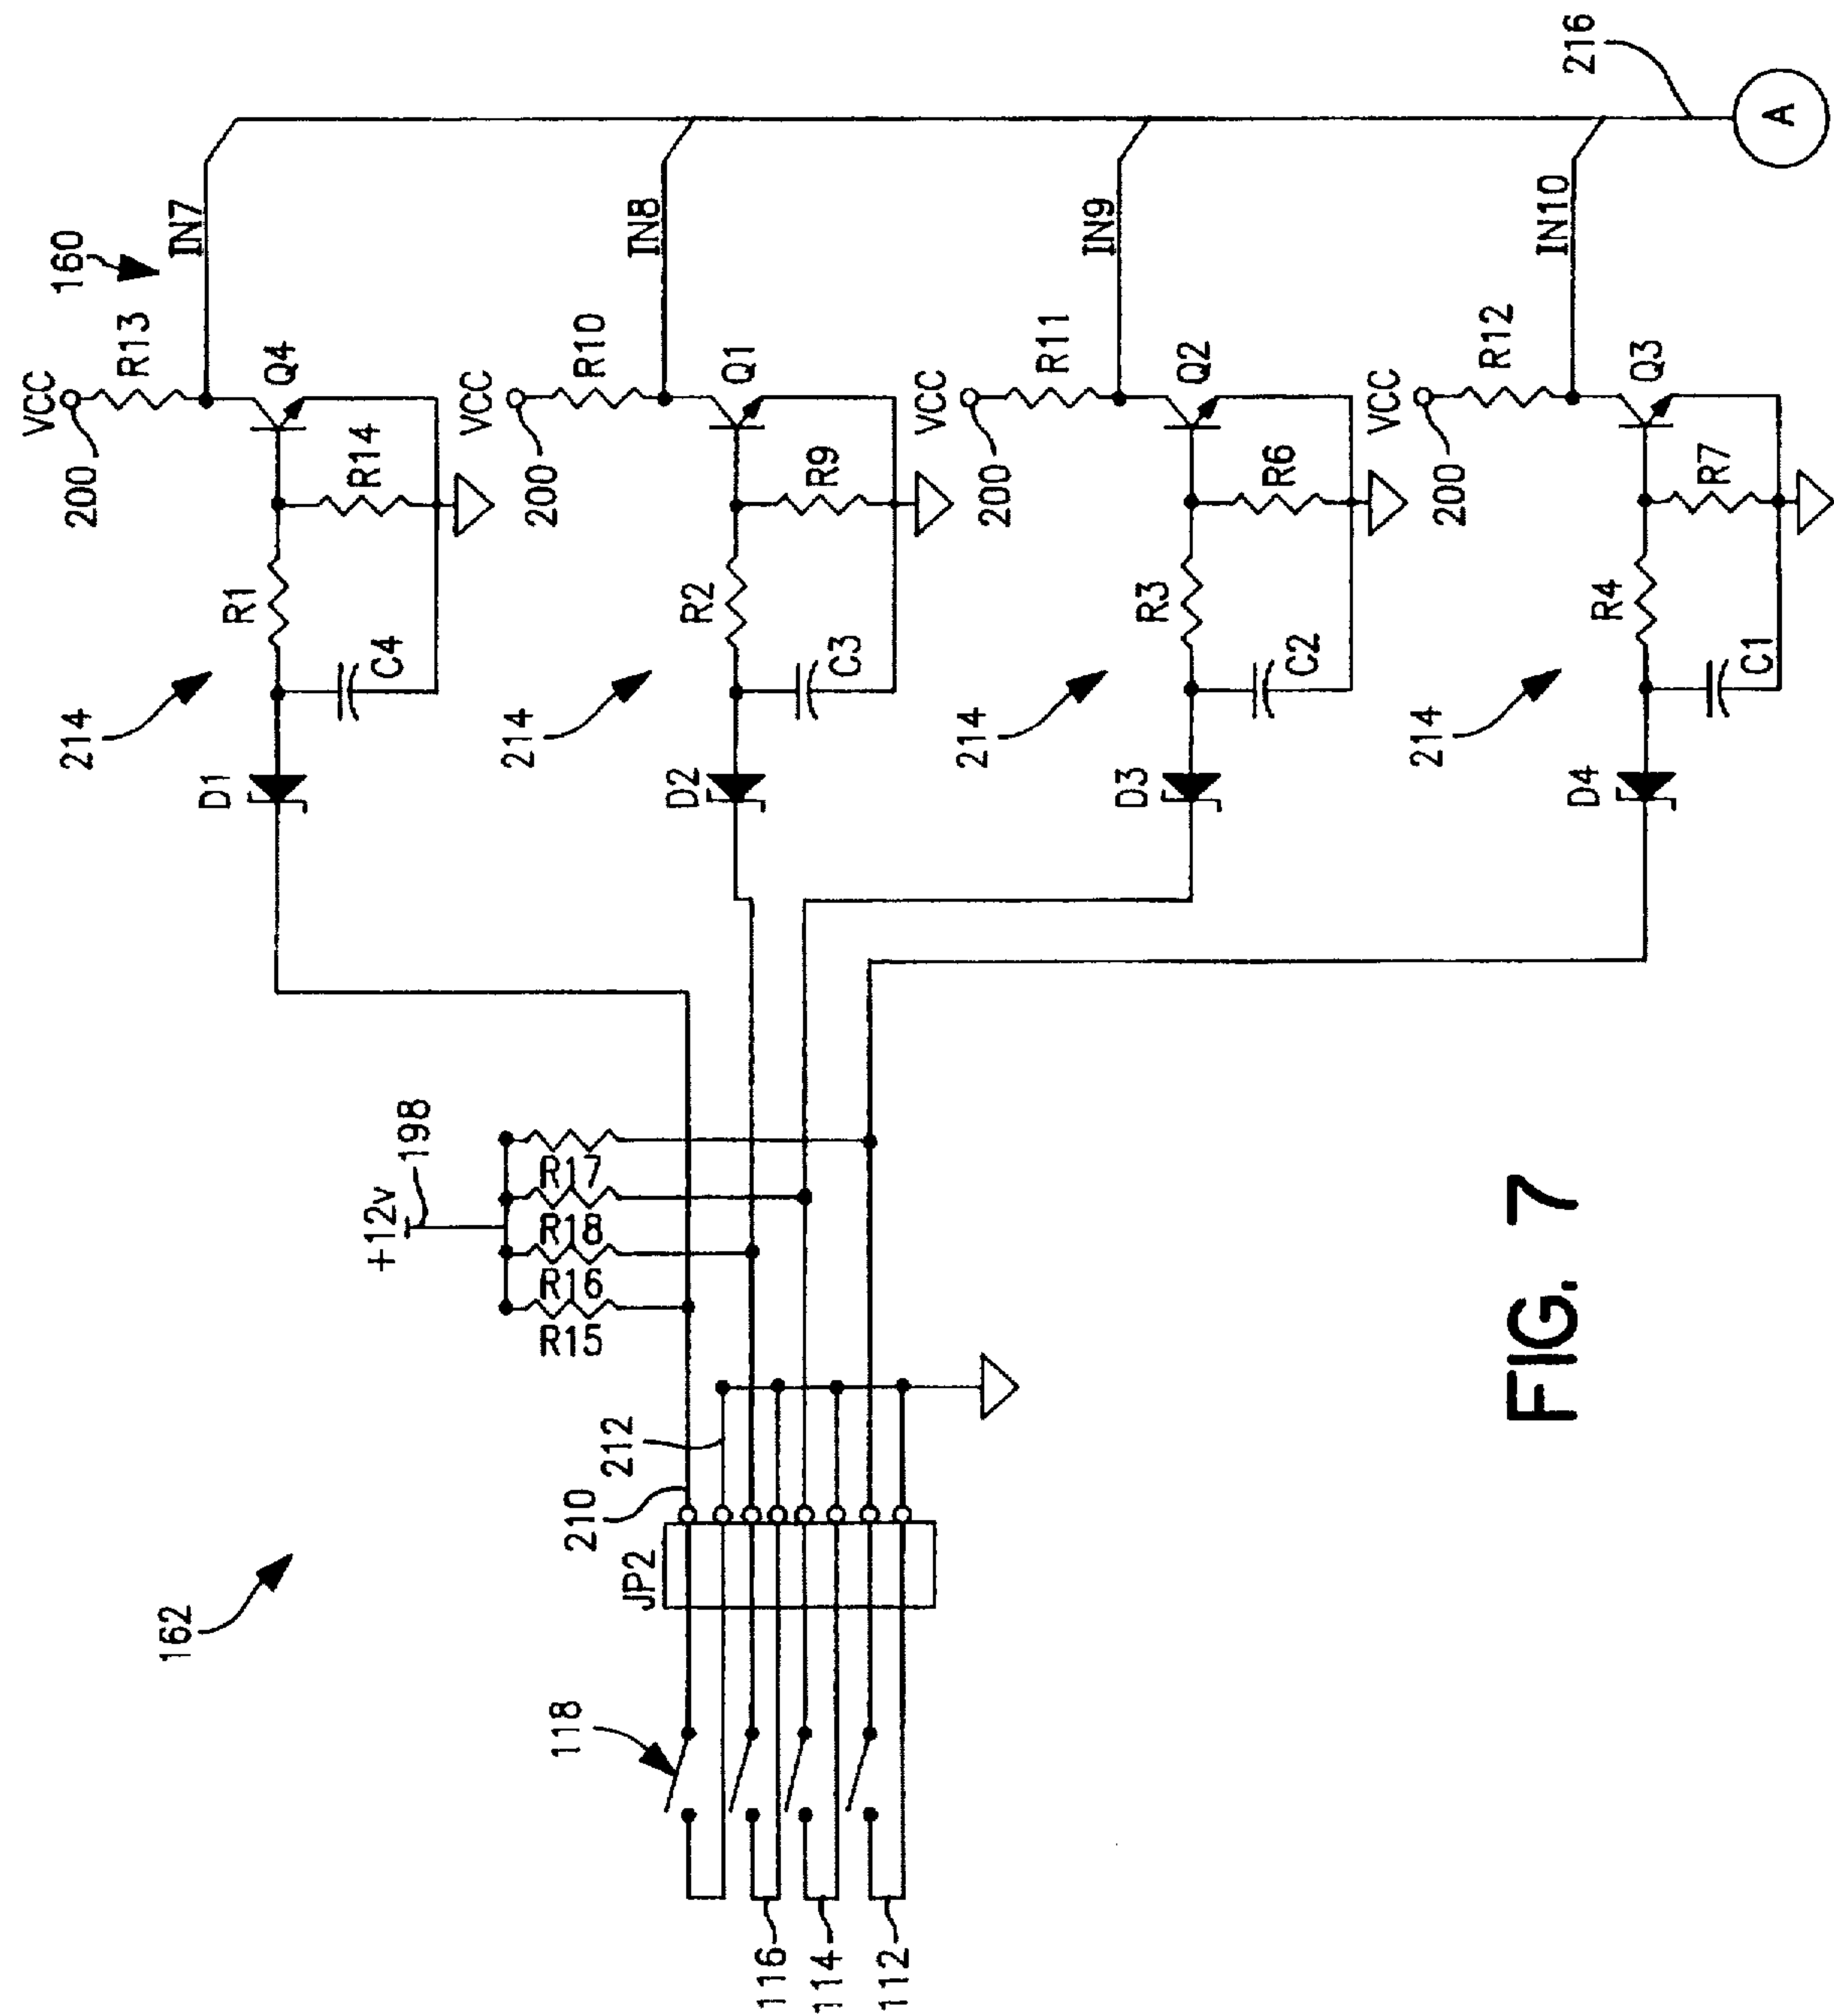 162
160
+12v
198
118
JP2
210
212
R15
R16
R18
R17
116
114
112
214
D1
R1
C4
R14
Q4
VCC
200
R13
IN7
214
D2
R2
C3
R9
Q1
VCC
200
R10
IN8
214
D3
R3
C2
R6
Q2
VCC
200
R11
IN9
214
D4
R4
C1
R7
Q3
VCC
200
R12
IN10
216
A
FIG. 7